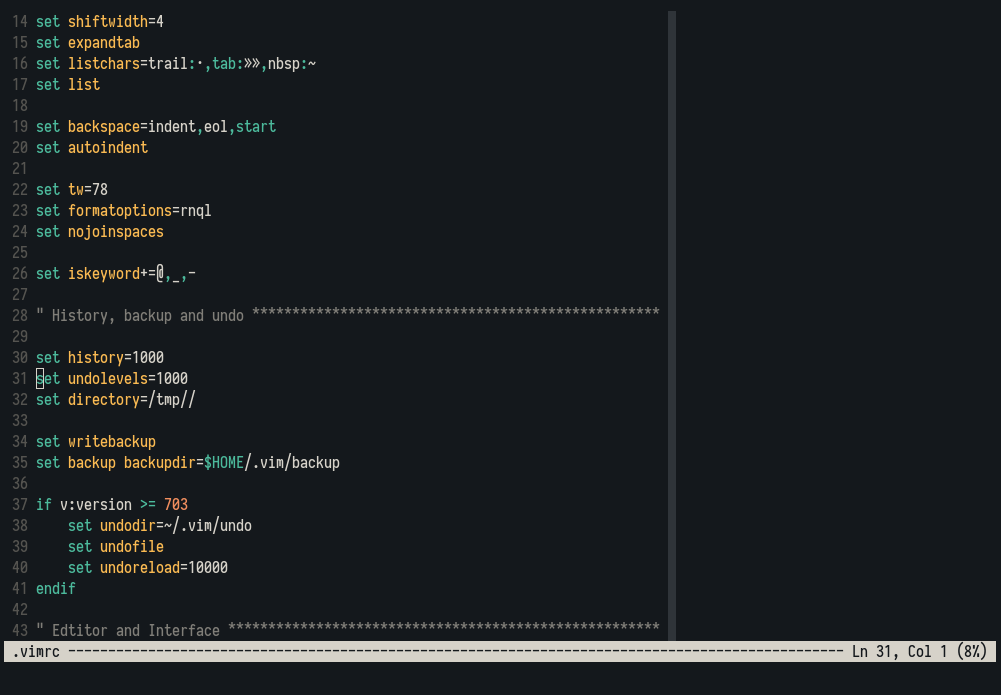 14 set shiftwidth=4
15 set expandtab
16 set listchars=trail:·,tab:»»,nbsp:~
17 set list
18
19 set backspace=indent,eol,start
20 set autoindent
21
22 set tw=78
23 set formatoptions=rnql
24 set nojoinspaces
25
26 set iskeyword+=@,_,-
27
28 " History, backup and undo ***************************************************
29
30 set history=1000
31 set undolevels=1000
32 set directory=/tmp//
33
34 set writebackup
35 set backup backupdir=$HOME/.vim/backup
36
37 if v:version >= 703
38     set undodir=~/.vim/undo
39     set undofile
40     set undoreload=10000
41 endif
42
43 " Edtitor and Interface ******************************************************
.vimrc ------------------------------------------------------------------------------------------------- Ln 31, Col 1 (8%)